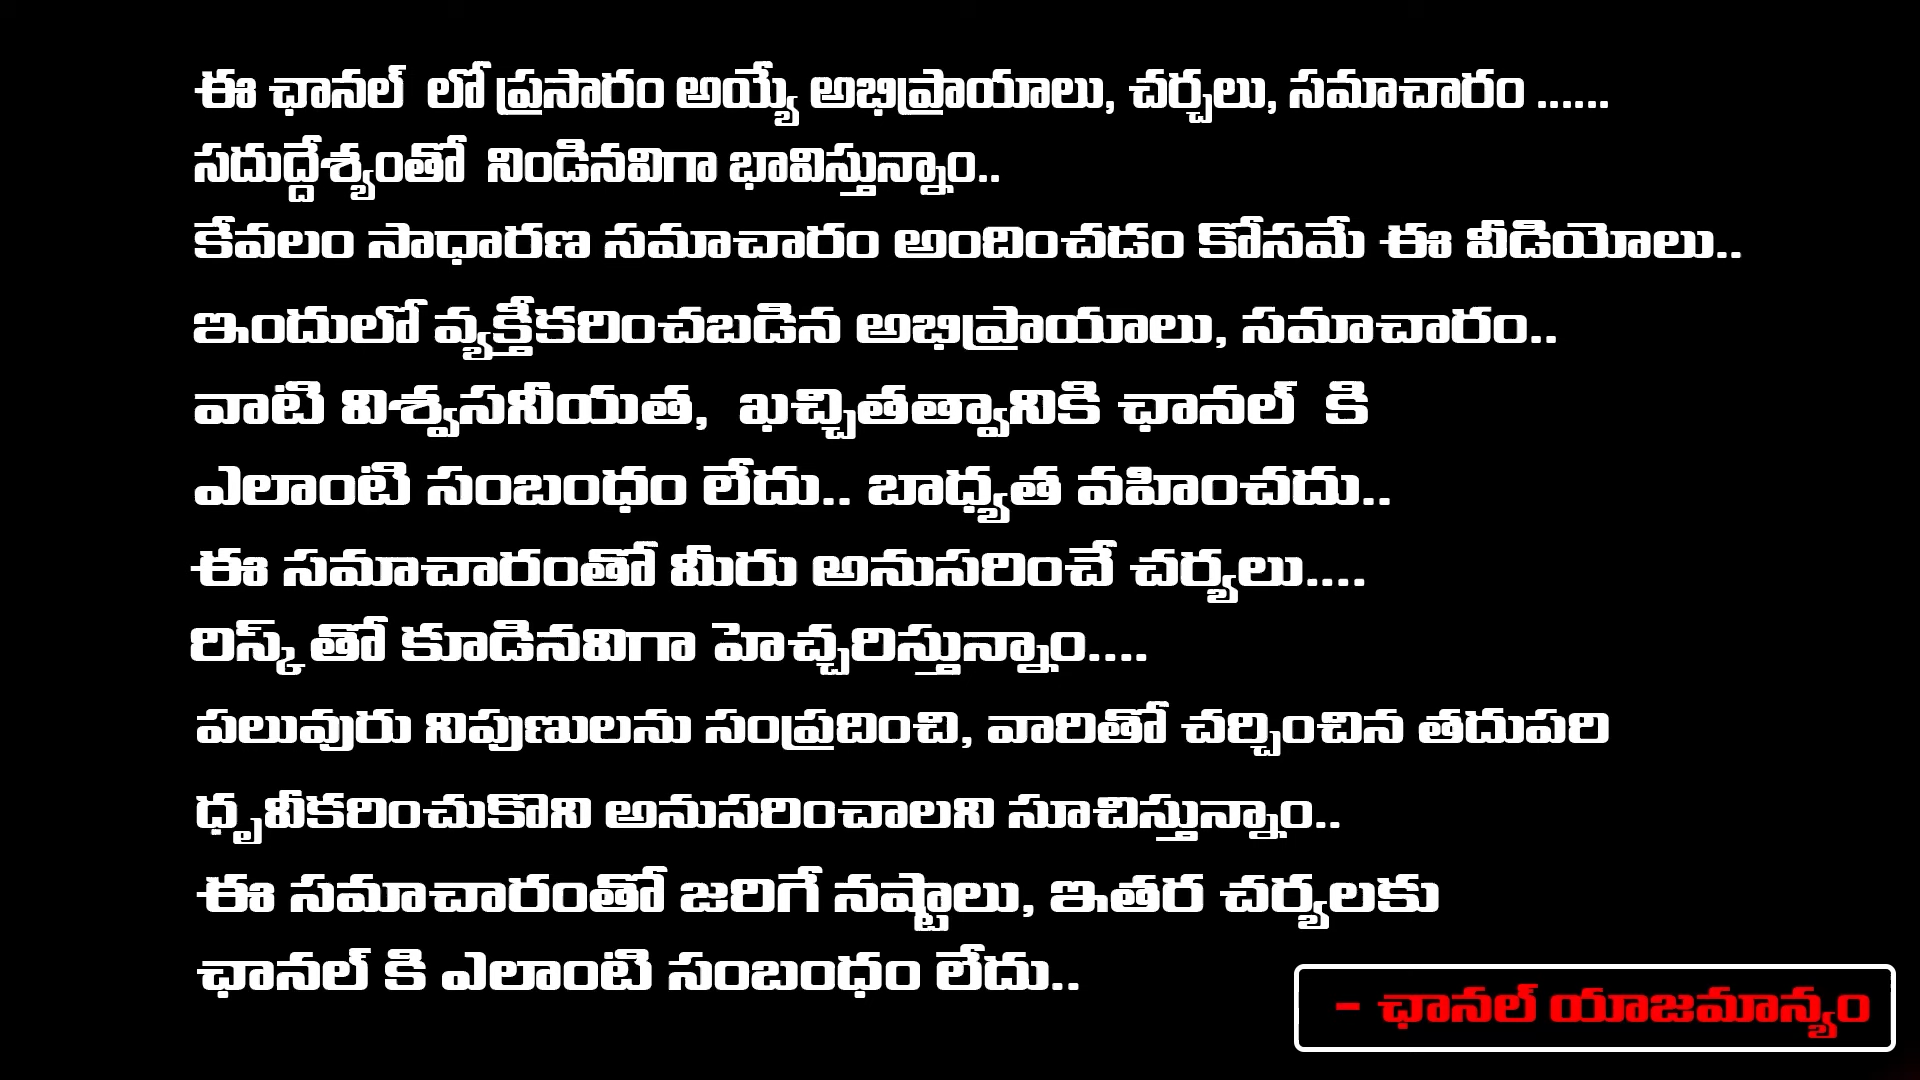 ఈ ఛానల్ లో ప్రసారం అయ్యే అభిప్రాయాలు, చర్చలు, సమాచారం ......
సదుద్దేశ్యంతో నిండినవిగా భావిస్తున్నాం..
కేవలం సాధారణ సమాచారం అందించడం కోసమే ఈ వీడియోలు..
ఇందులో వ్యక్తీకరించబడిన అభిప్రాయాలు, సమాచారం..
వాటి విశ్వసనీయత, ఖచ్చితత్వానికి ఛానల్ కి
ఎలాంటి సంబంధం లేదు.. బాధ్యత వహించదు..
ఈ సమాచారంతో మీరు అనుసరించే చర్యలు....
రిస్క్ తో కూడినవిగా హెచ్చరిస్తున్నాం....
పలువురు నిపుణులను సంప్రదించి, వారితో చర్చించిన తదుపరి
ధృవీకరించుకొని అనుసరించాలని సూచిస్తున్నాం..
ఈ సమాచారంతో జరిగే నష్టాలు, ఇతర చర్యలకు
ఛానల్ కి ఎలాంటి సంబంధం లేదు..
- ఛానల్ యాజమాన్యం